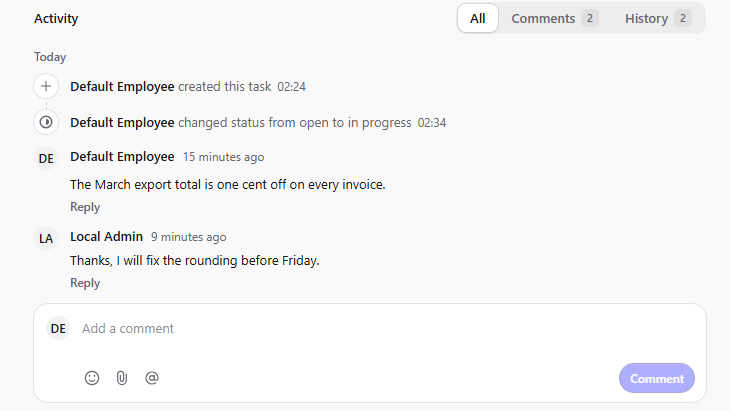 Activity
All Comments 2 History 2
Today
Default Employee created this task 02:24
Default Employee changed status from open to in progress 02:34
DE Default Employee 15 minutes ago
The March export total is one cent off on every invoice.
Reply
LA Local Admin 9 minutes ago
Thanks, I will fix the rounding before Friday.
Reply
DE Add a comment
Comment